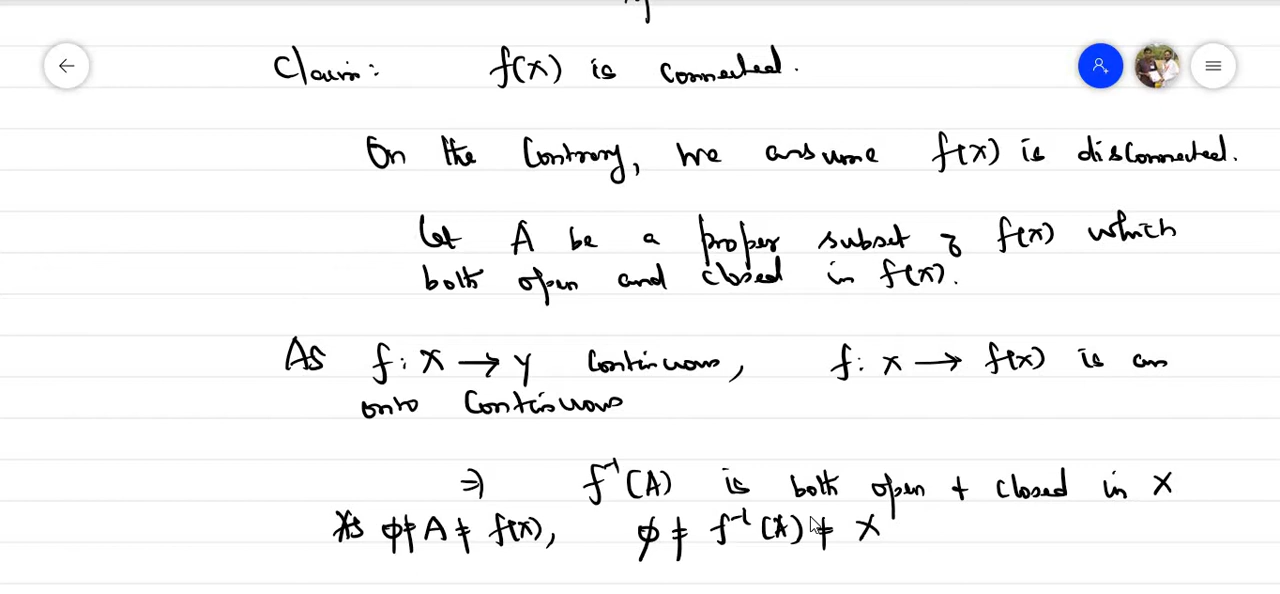 Claim: f(X) is connected.
On the Contrary, we assume f(X) is disconnected.
Let A be a proper subset of f(X) which
both open and closed in f(X).
As f: X → Y Continuous, f: X → f(X) is an
onto Continuous
⇒ f⁻¹(A) is both open + closed in X
As φ ≠ A ≠ f(X), φ ≠ f⁻¹(A) ≠ X